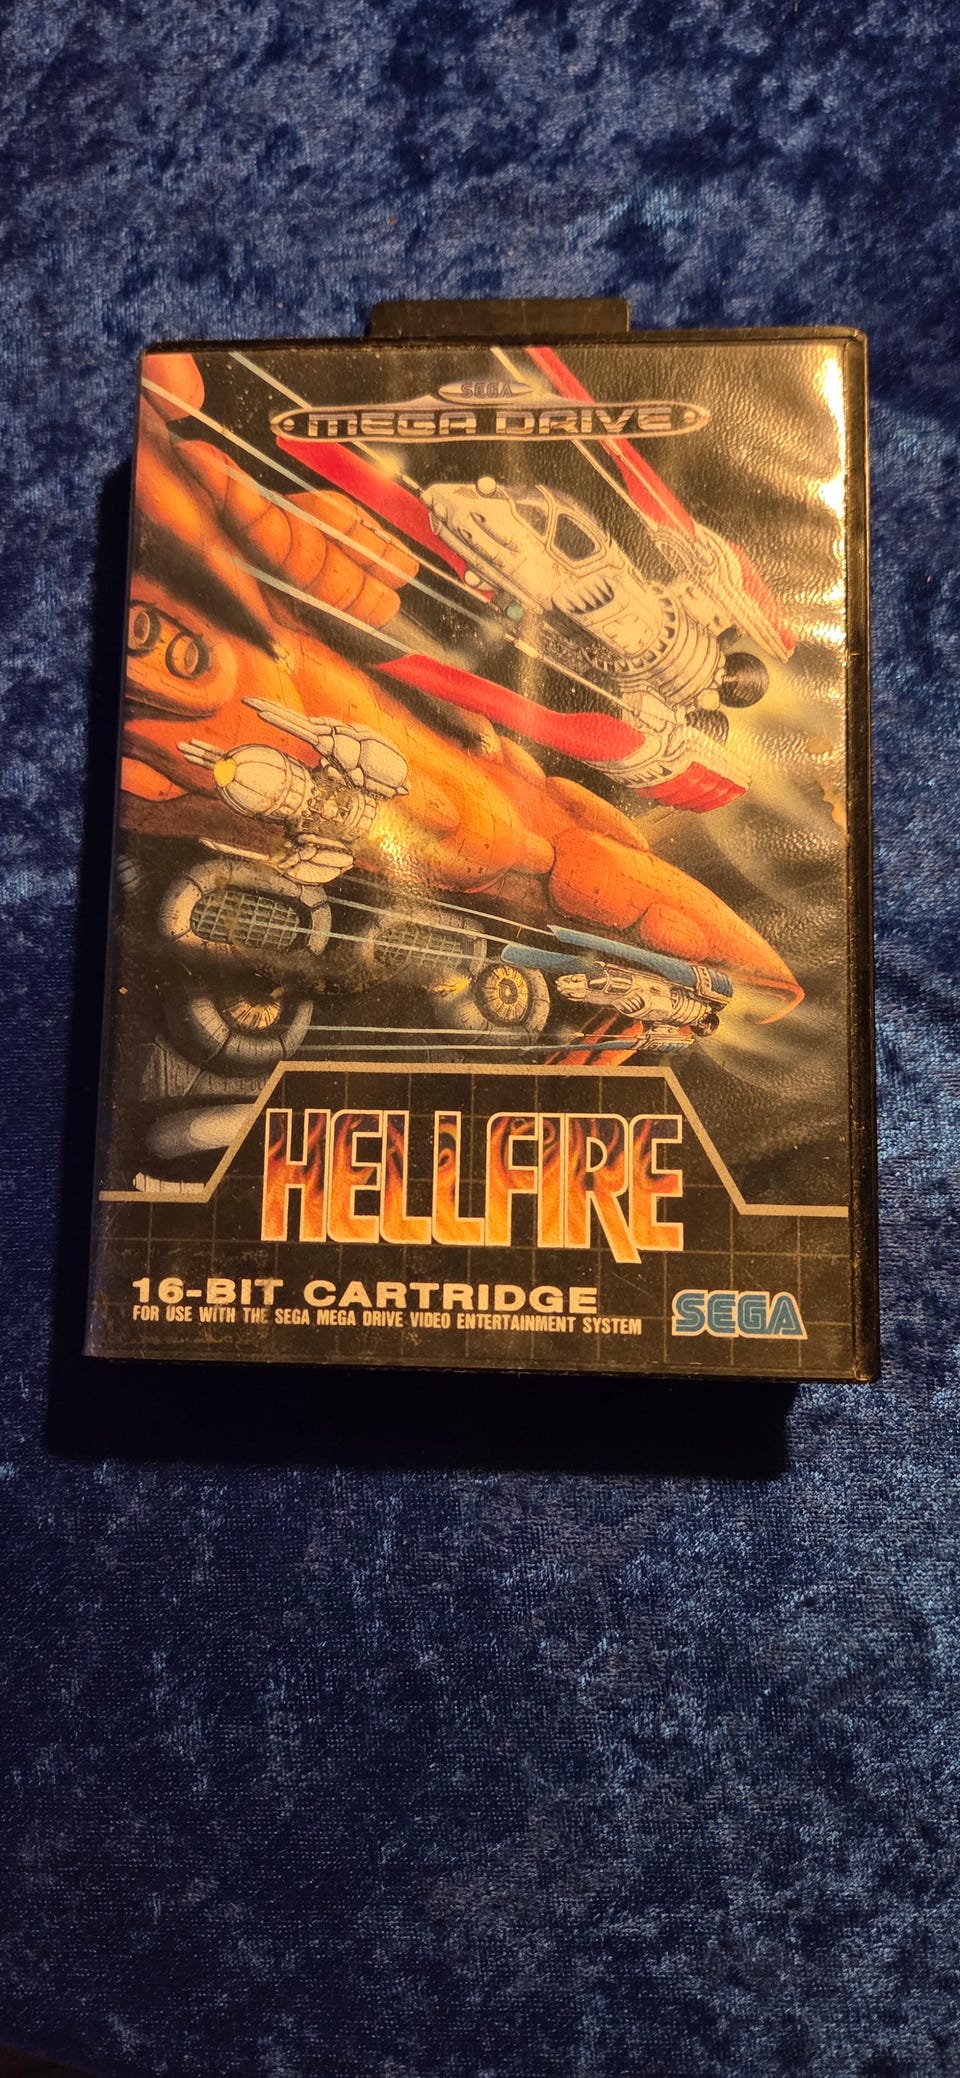 SEGA
MEGA DRIVE
HELLFIRE
16-BIT CARTRIDGE
FOR USE WITH THE SEGA MEGA DRIVE VIDEO ENTERTAINMENT SYSTEM
SEGA